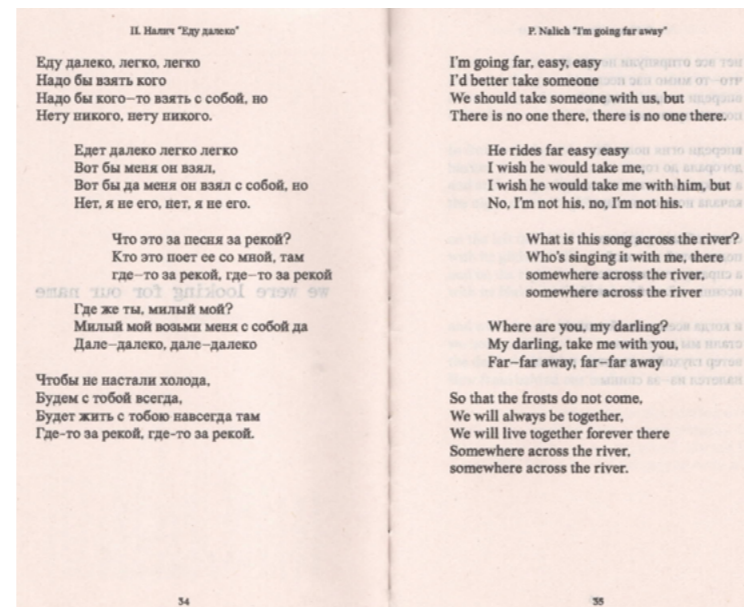 П. Налич "Еду далеко"
Еду далеко, легко, легко
Надо бы взять кого
Надо бы кого-то взять с собой, но
Нету никого, нету никого.
Едет далеко легко легко
Вот бы меня он взял,
Вот бы да меня он взял с собой, но
Нет, я не его, нет, я не его.
Что это за песня за рекой?
Кто это поет ее со мной, там
где-то за рекой, где-то за рекой
we were looking for our name
Где же ты, милый мой?
Милый мой возьми меня с собой да
Дале-далеко, дале-далеко
Чтобы не настали холода,
Будем с тобой всегда,
Будет жить с тобою навсегда там
Где-то за рекой, где-то за рекой.
34
P. Nalich "I'm going far away"
I'm going far, easy, easy
I'd better take someone
We should take someone with us, but
There is no one there, there is no one there.
He rides far easy easy
I wish he would take me,
I wish he would take me with him, but
No, I'm not his, no, I'm not his.
What is this song across the river?
Who's singing it with me, there
somewhere across the river,
somewhere across the river
Where are you, my darling?
My darling, take me with you,
Far-far away, far-far away
So that the frosts do not come,
We will always be together,
We will live together forever there
Somewhere across the river,
somewhere across the river.
35